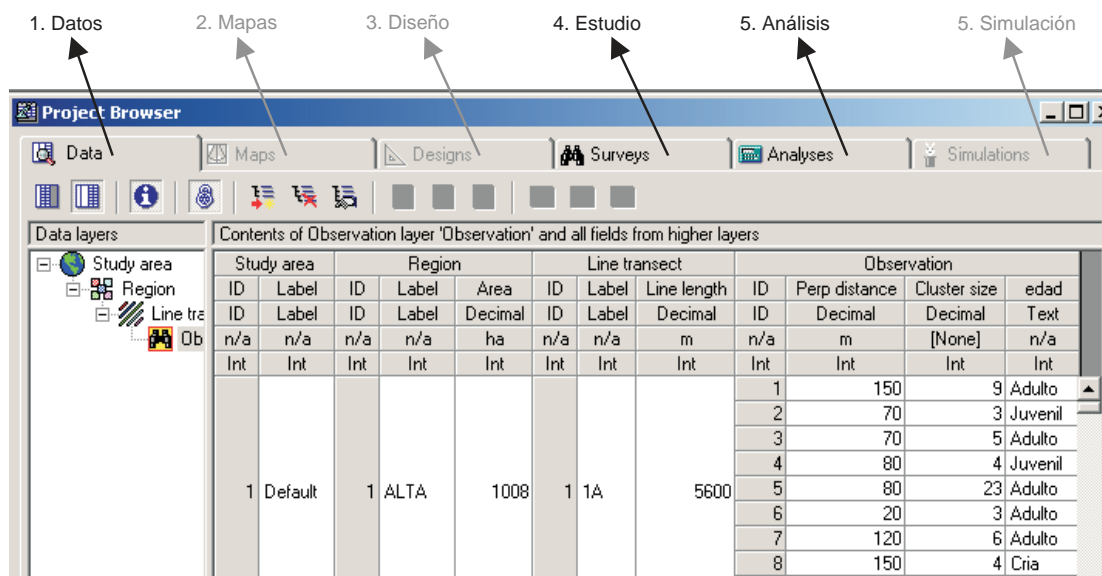 1. Datos 2. Mapas 3. Diseño 4. Estudio 5. Análisis 5. Simulación
Project Browser
Data Maps Designs Surveys Analyses Simulations
Data layers Contents of Observation layer 'Observation' and all fields from higher layers
Study area Study area Region Line transect Observation
Region ID Label ID Label Area ID Label Line length ID Perp distance Cluster size edad
Line tra ID Label ID Label Decimal ID Label Decimal ID Decimal Decimal Text
Ob n/a n/a n/a n/a ha n/a n/a m n/a m [None] n/a
Int Int Int Int Int Int Int Int Int Int Int Int
1 150 9 Adulto
2 70 3 Juvenil
3 70 5 Adulto
4 80 4 Juvenil
1 Default 1 ALTA 1008 1 1A 5600 5 80 23 Adulto
6 20 3 Adulto
7 120 6 Adulto
8 150 4 Cria